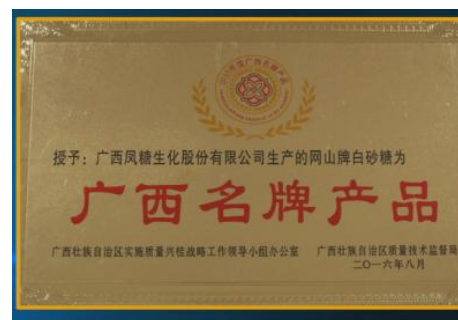 授予：广西凤糖生化股份有限公司生产的网山牌白砂糖为
广西名牌产品
广西壮族自治区实施质量兴桂战略工作领导小组办公室 广西壮族自治区质量技术监督局
二〇一六年八月